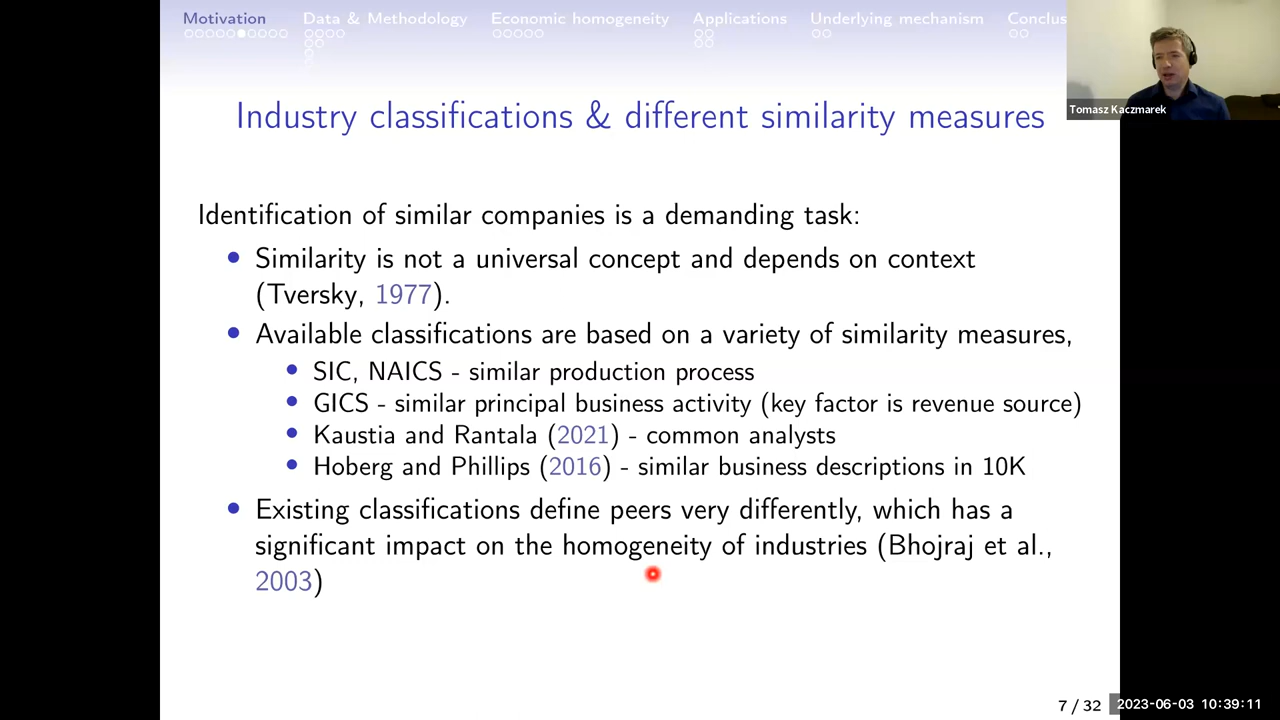 Motivation Data & Methodology Economic homogeneity Applications Underlying mechanism Conclus
Tomasz Kaczmarek
Industry classifications & different similarity measures
Identification of similar companies is a demanding task:
Similarity is not a universal concept and depends on context
(Tversky, 1977).
Available classifications are based on a variety of similarity measures,
SIC, NAICS - similar production process
GICS - similar principal business activity (key factor is revenue source)
Kaustia and Rantala (2021) - common analysts
Hoberg and Phillips (2016) - similar business descriptions in 10K
Existing classifications define peers very differently, which has a
significant impact on the homogeneity of industries (Bhojraj et al.,
2003)
7 / 32 2023-06-03 10:39:11